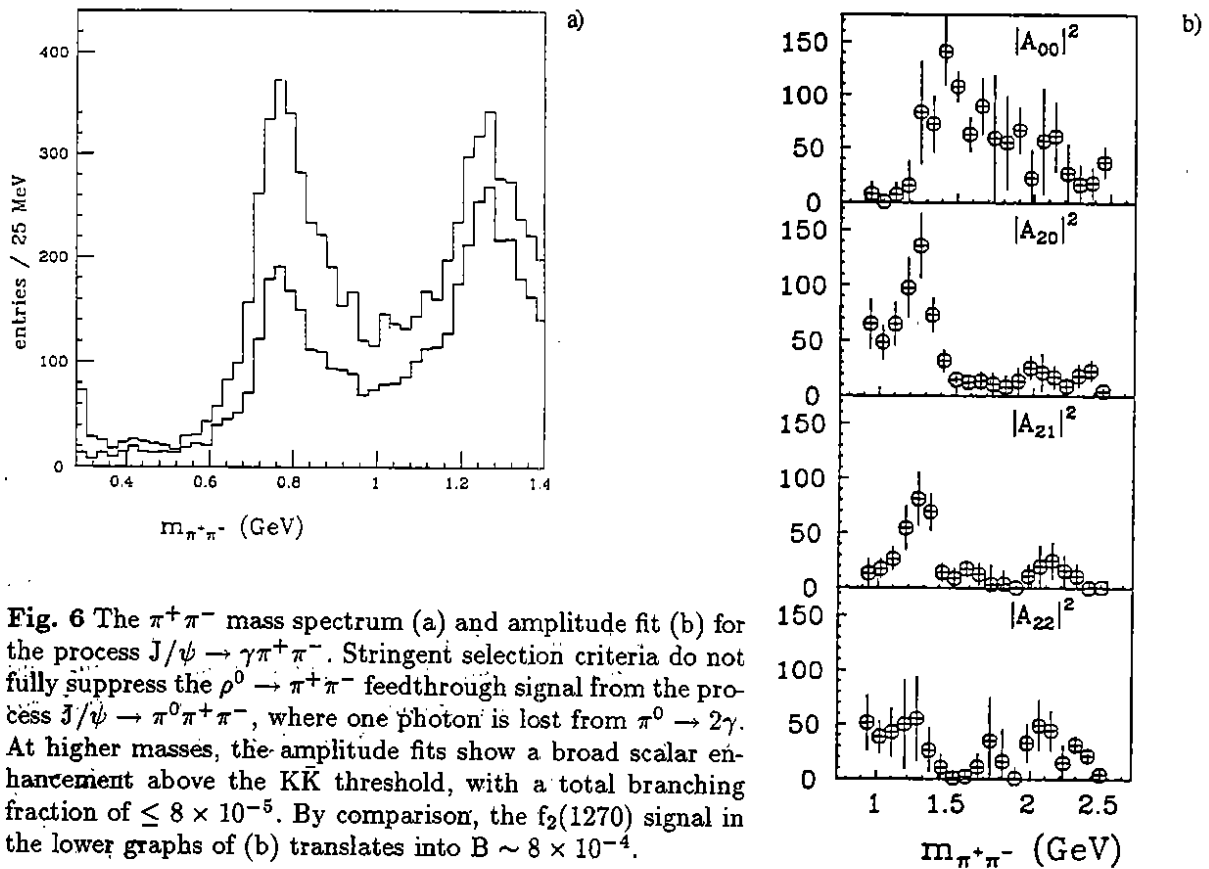 a)
400
300
200
100
0
entries / 25 MeV
0.4 0.6 0.8 1 1.2 1.4
m_π⁺π⁻ (GeV)
b)
|A₀₀|²
150
100
50
0
|A₂₀|²
150
100
50
0
|A₂₁|²
150
100
50
0
|A₂₂|²
150
100
50
0
1 1.5 2 2.5
m_π⁺π⁻ (GeV)
Fig. 6 The π⁺π⁻ mass spectrum (a) and amplitude fit (b) for
the process J/ψ → γπ⁺π⁻. Stringent selection criteria do not
fully suppress the ρ⁰ → π⁺π⁻ feedthrough signal from the pro-
cess J/ψ → π⁰π⁺π⁻, where one photon is lost from π⁰ → 2γ.
At higher masses, the amplitude fits show a broad scalar en-
hancement above the KK̄ threshold, with a total branching
fraction of ≤ 8 × 10⁻⁵. By comparison, the f₂(1270) signal in
the lower graphs of (b) translates into B ∼ 8 × 10⁻⁴.